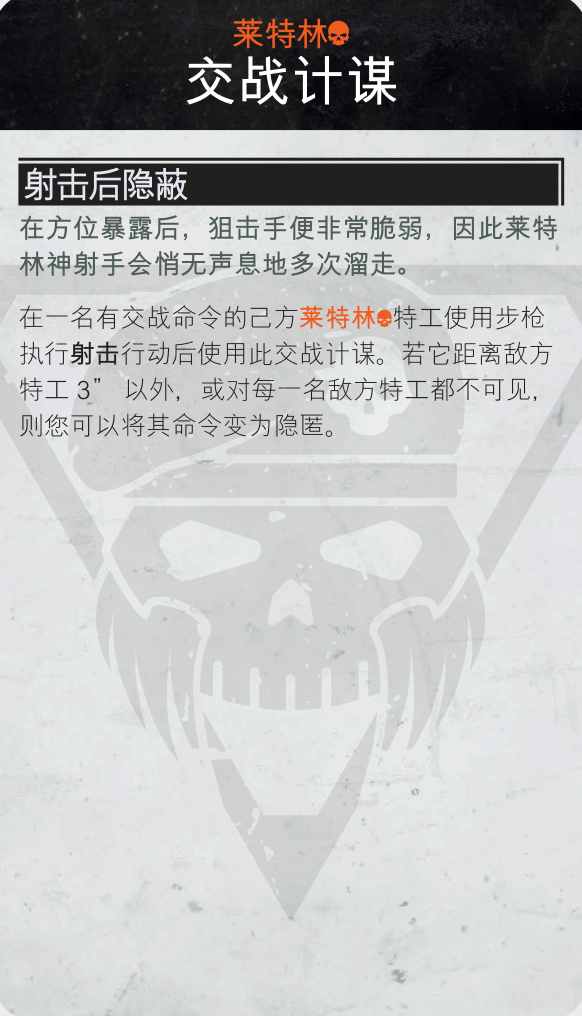 莱特林
交战计谋
射击后隐蔽
在方位暴露后，狙击手便非常脆弱，因此莱特
林神射手会悄无声息地多次溜走。
在一名有交战命令的己方莱特林特工使用步枪
执行射击行动后使用此交战计谋。若它距离敌方
特工 3” 以外，或对每一名敌方特工都不可见，
则您可以将其命令变为隐匿。